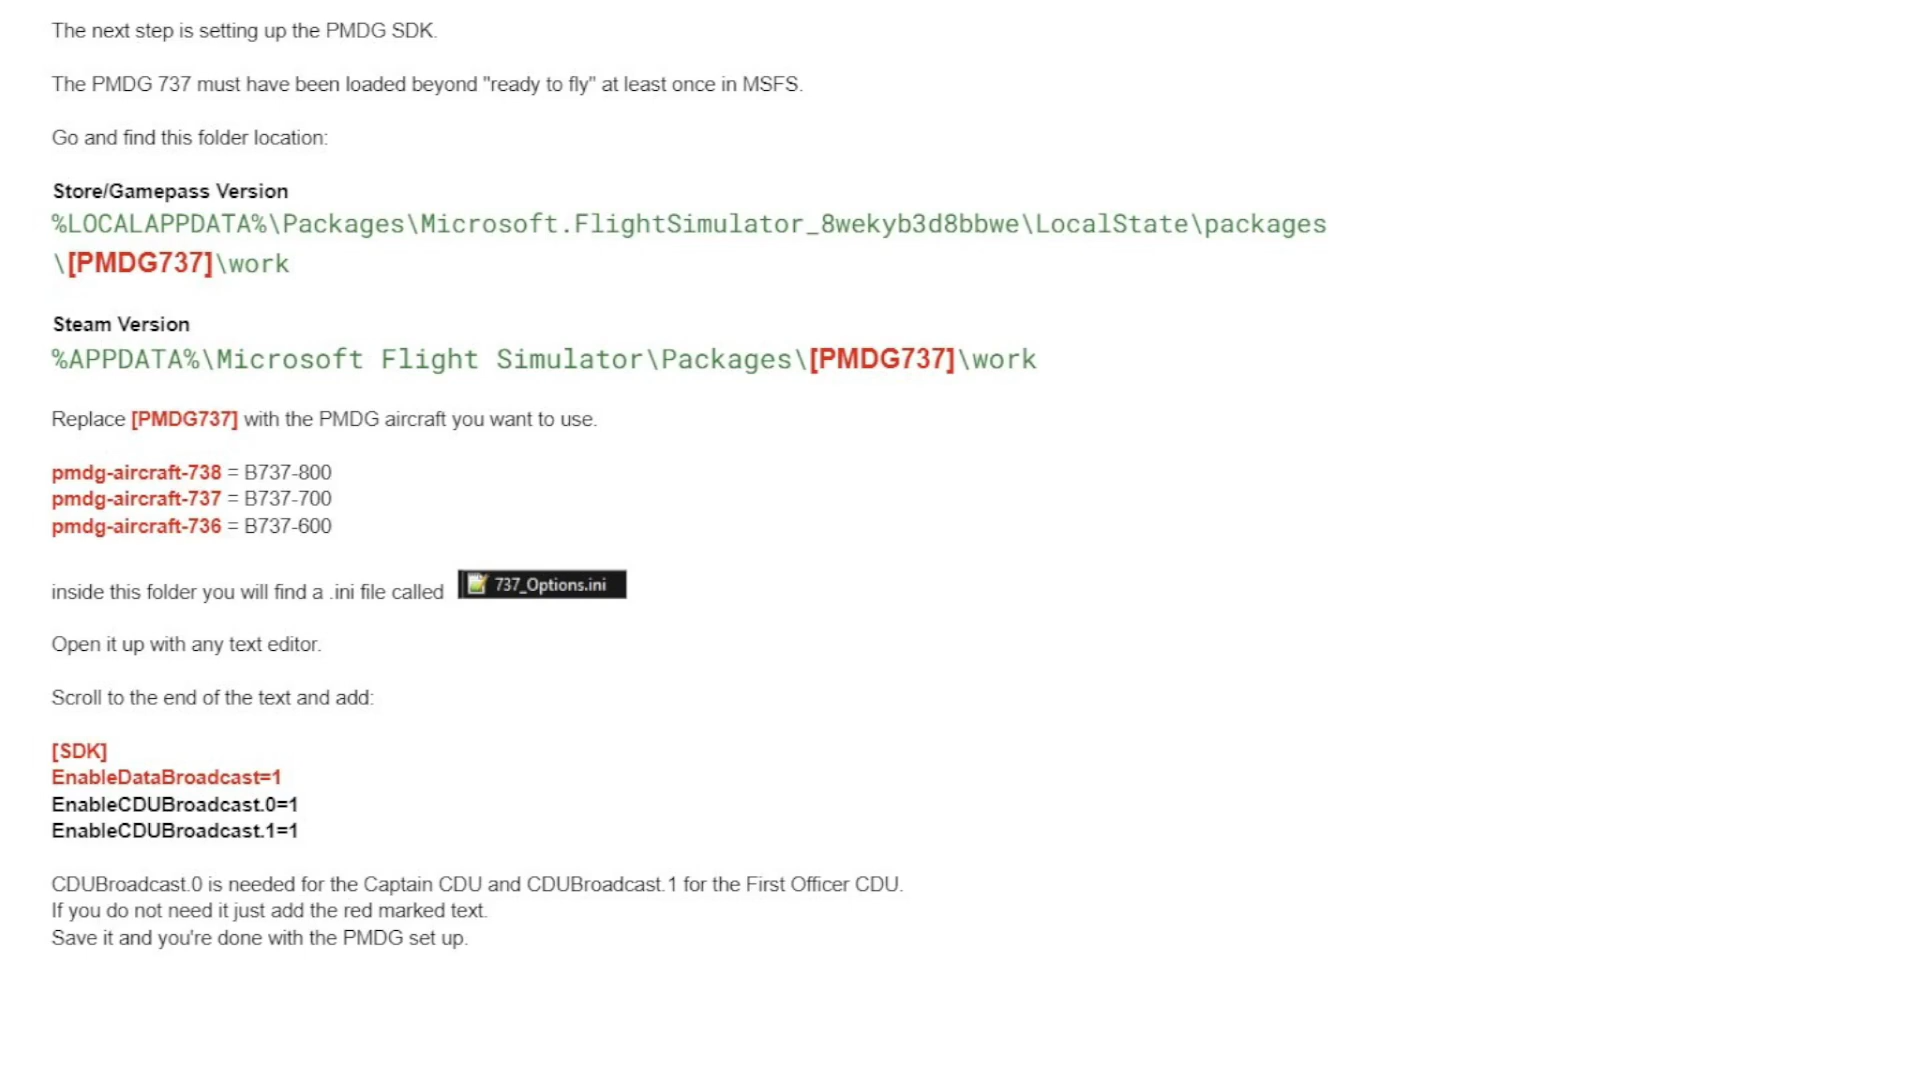 The next step is setting up the PMDG SDK.
The PMDG 737 must have been loaded beyond "ready to fly" at least once in MSFS.
Go and find this folder location:
Store/Gamepass Version
%LOCALAPPDATA%\Packages\Microsoft.FlightSimulator_8wekyb3d8bbwe\LocalState\packages
\[PMDG737]\work
Steam Version
%APPDATA%\Microsoft Flight Simulator\Packages\[PMDG737]\work
Replace [PMDG737] with the PMDG aircraft you want to use.
pmdg-aircraft-738 = B737-800
pmdg-aircraft-737 = B737-700
pmdg-aircraft-736 = B737-600
inside this folder you will find a .ini file called 737_Options.ini
Open it up with any text editor.
Scroll to the end of the text and add:
[SDK]
EnableDataBroadcast=1
EnableCDUBroadcast.0=1
EnableCDUBroadcast.1=1
CDUBroadcast.0 is needed for the Captain CDU and CDUBroadcast.1 for the First Officer CDU.
If you do not need it just add the red marked text.
Save it and you're done with the PMDG set up.